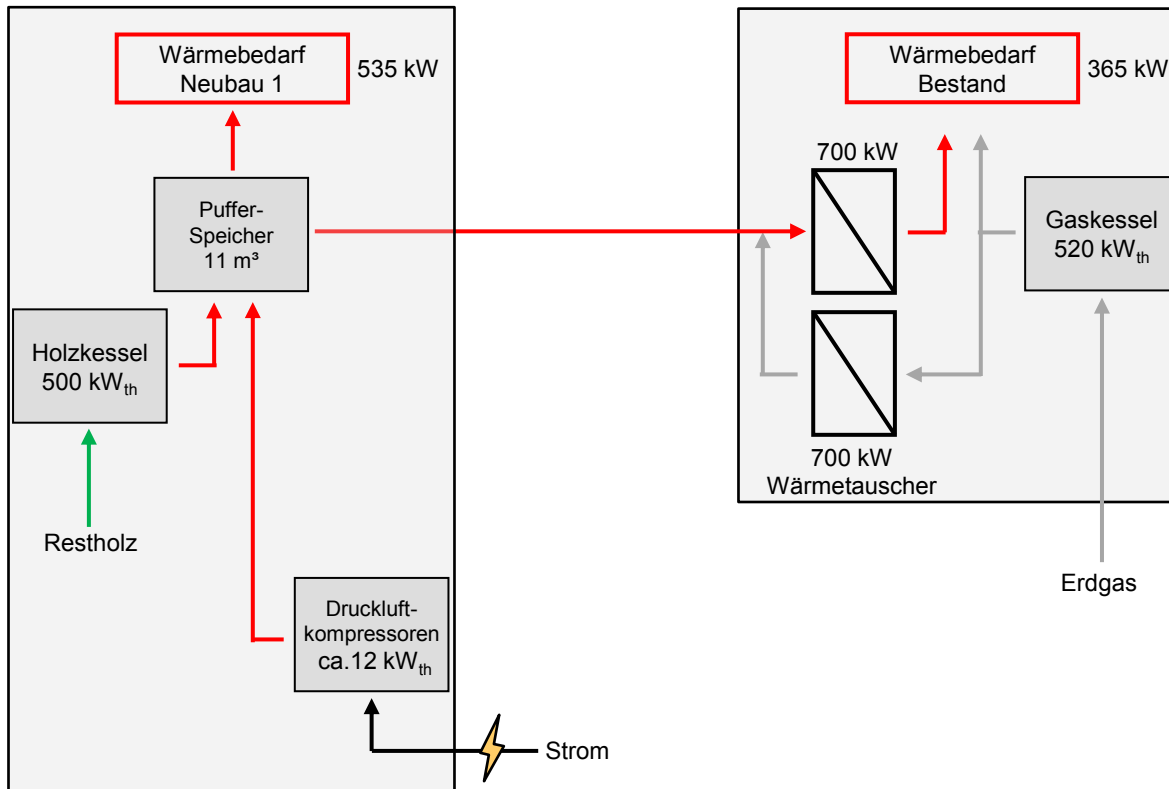 Wärmebedarf
Neubau 1
535 kW
Puffer-
Speicher
11 m³
Holzkessel
500 kWth
Restholz
Druckluft-
kompressoren
ca.12 kWth
Strom
Wärmebedarf
Bestand
365 kW
700 kW
Gaskessel
520 kWth
700 kW
Wärmetauscher
Erdgas